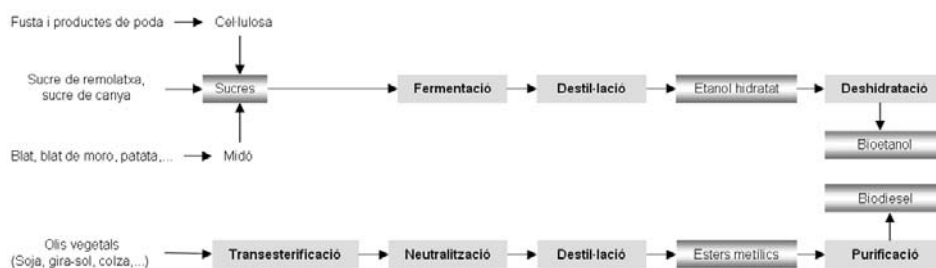 Fusta i productes de poda
Cel·lulosa
Sucre de remolatxa,
sucre de canya
Sucres
Fermentació
Destil·lació
Etanol hidratat
Deshidratació
Blat, blat de moro, patata,...
Midó
Bioetanol
Biodiesel
Olis vegetals
(Soja, gira-sol, colza,...)
Transesterificació
Neutralització
Destil·lació
Esters metílics
Purificació